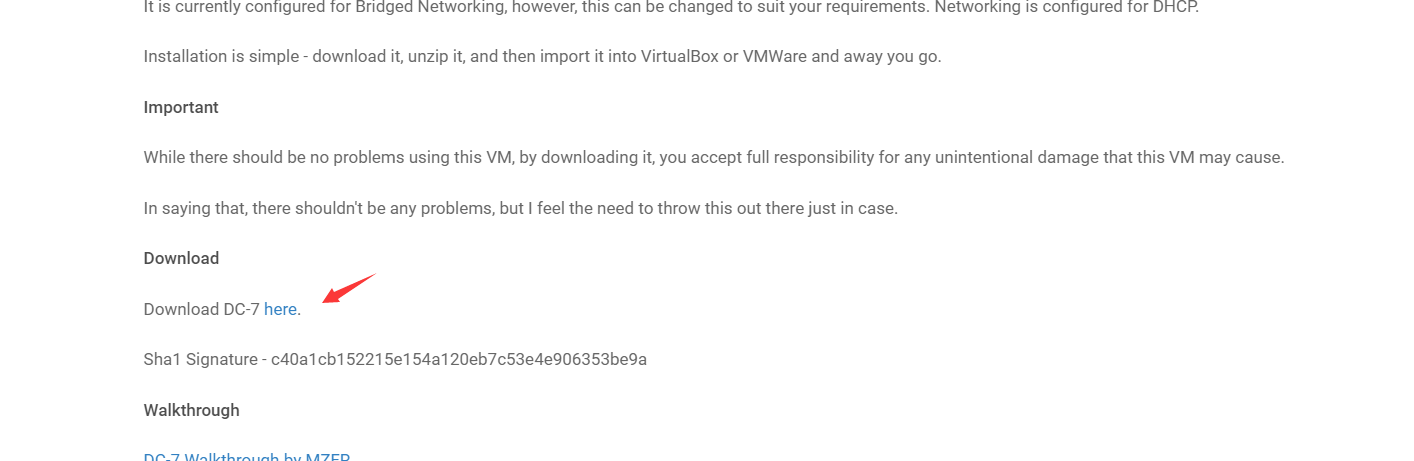 It is currently configured for Bridged Networking, however, this can be changed to suit your requirements. Networking is configured for DHCP.
Installation is simple - download it, unzip it, and then import it into VirtualBox or VMWare and away you go.
Important
While there should be no problems using this VM, by downloading it, you accept full responsibility for any unintentional damage that this VM may cause.
In saying that, there shouldn't be any problems, but I feel the need to throw this out there just in case.
Download
Download DC-7 here.
Sha1 Signature - c40a1cb152215e154a120eb7c53e4e906353be9a
Walkthrough
DC-7 Walkthrough by